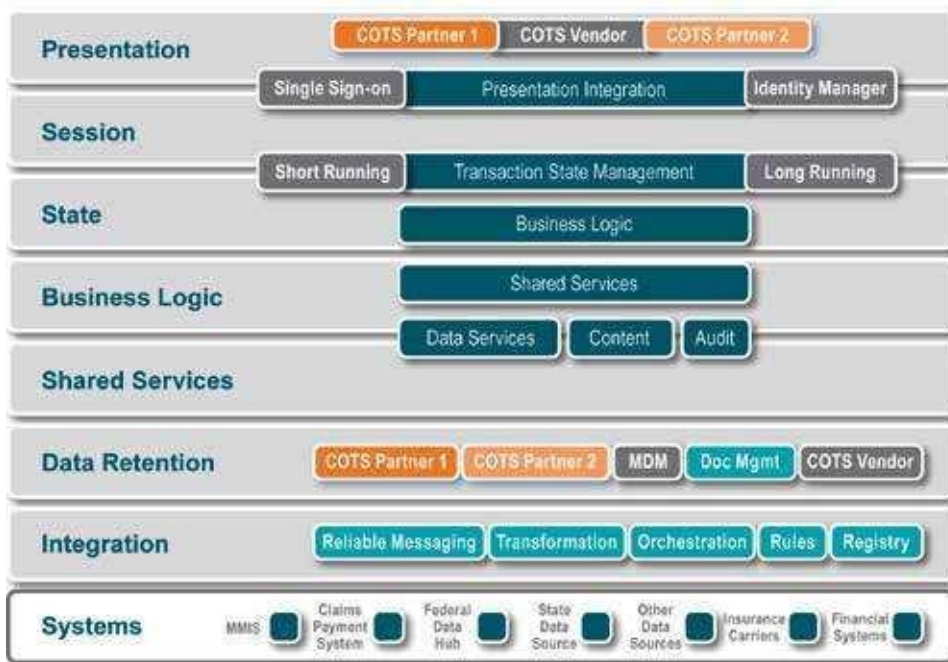 Presentation
COTS Partner 1 COTS Vendor COTS Partner 2
Single Sign-on Presentation Integration Identity Manager
Session
Short Running Transaction State Management Long Running
State
Business Logic
Business Logic
Shared Services
Data Services Content Audit
Shared Services
Data Retention COTS Partner 1 COTS Partner 2 MDM Doc Mgmt COTS Vendor
Integration Reliable Messaging Transformation Orchestration Rules Registry
Systems
MMIS
Claims
Payment
System
Federal
Data
Hub
State
Data
Source
Other
Data
Sources
Insurance
Carriers
Financial
Systems